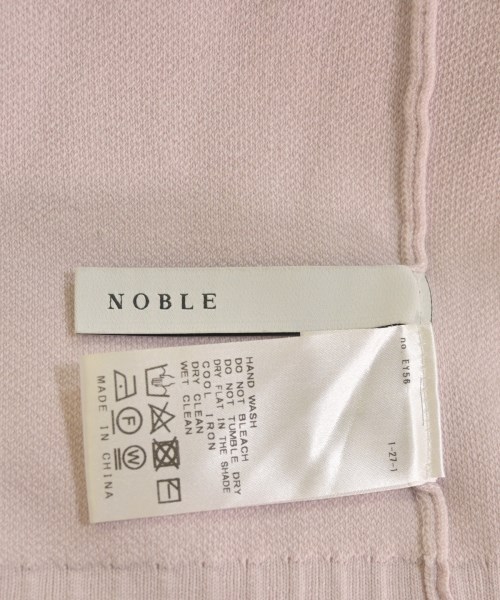 NOBLE
HAND WASH
DO NOT BLEACH
DO NOT TUMBLE DRY
DRY FLAT IN THE SHADE
COOL IRON
DRY CLEAN
WET CLEAN
F W
MADE IN CHINA
no EY56
1-27-1